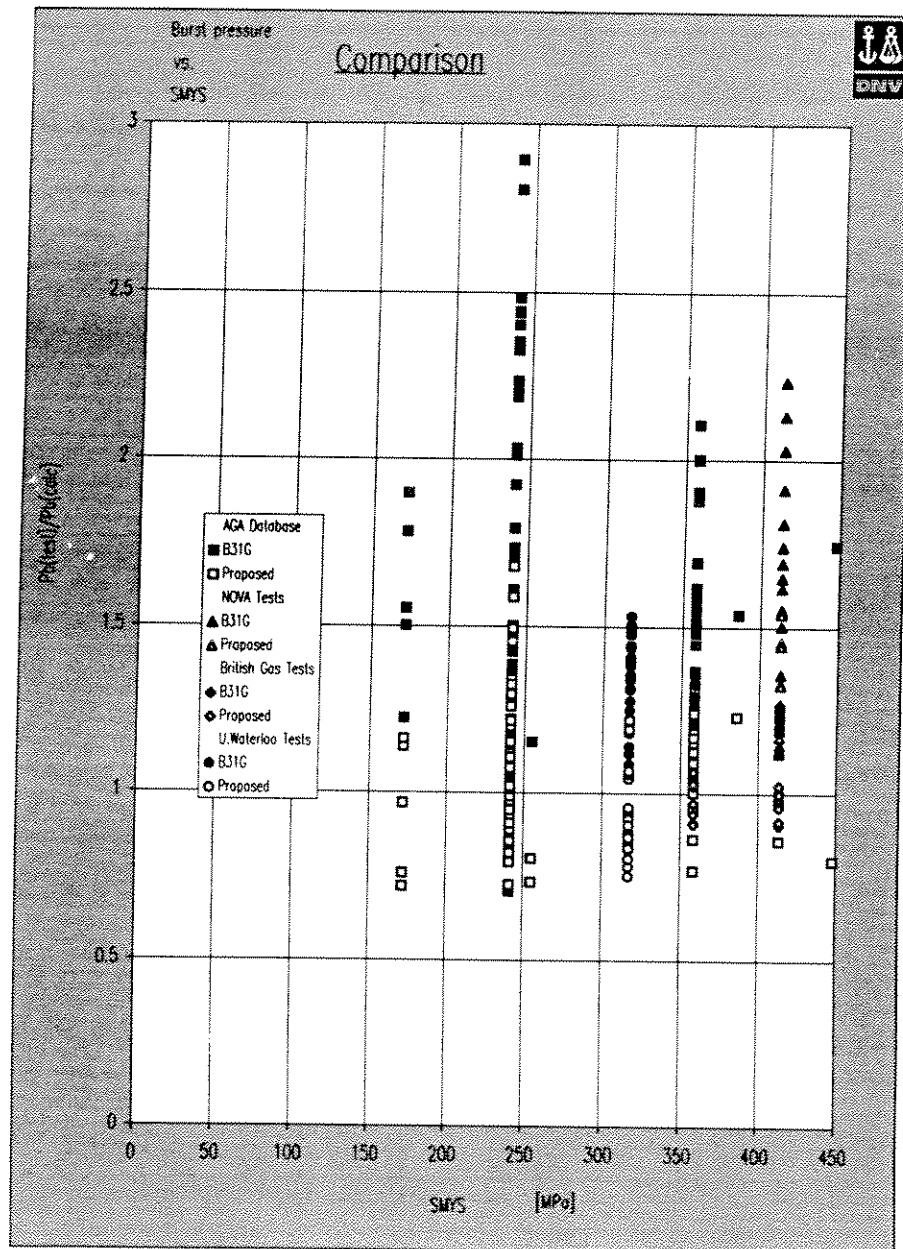 Burst pressure
vs.
SMYS
Comparison
DNV
3
2.5
2
1.5
1
0.5
0
Pb(test)/Pu(calc)
AGA Database
B31G
Proposed
NOVA Tests
B31G
Proposed
British Gas Tests
B31G
Proposed
U.Waterloo Tests
B31G
Proposed
0 50 100 150 200 250 300 350 400 450
SMYS [MPa]